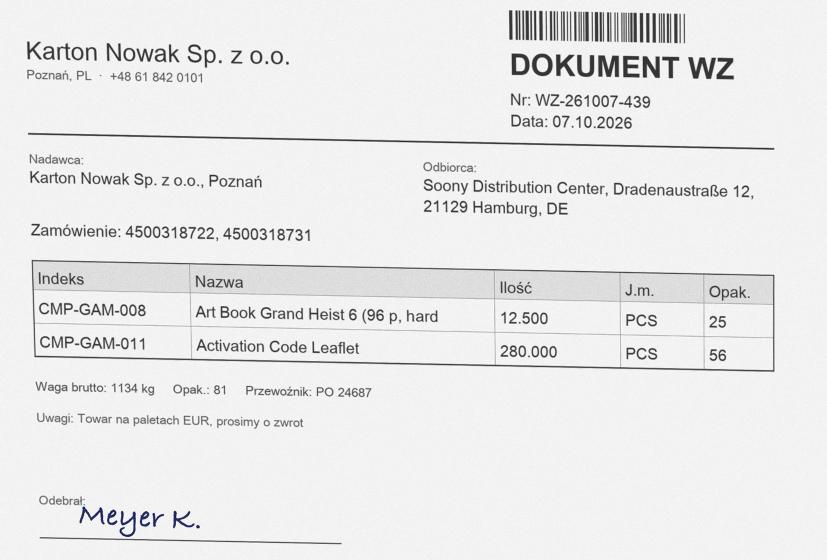 Karton Nowak Sp. z o.o.
Poznań, PL · +48 61 842 0101
DOKUMENT WZ
Nr: WZ-261007-439
Data: 07.10.2026
Nadawca:
Karton Nowak Sp. z o.o., Poznań
Odbiorca:
Soony Distribution Center, Dradenaustraße 12,
21129 Hamburg, DE
Zamówienie: 4500318722, 4500318731
Indeks Nazwa Ilość J.m. Opak.
CMP-GAM-008 Art Book Grand Heist 6 (96 p, hard 12.500 PCS 25
CMP-GAM-011 Activation Code Leaflet 280.000 PCS 56
Waga brutto: 1134 kg Opak.: 81 Przewoźnik: PO 24687
Uwagi: Towar na paletach EUR, prosimy o zwrot
Odebrał:
Meyer K.